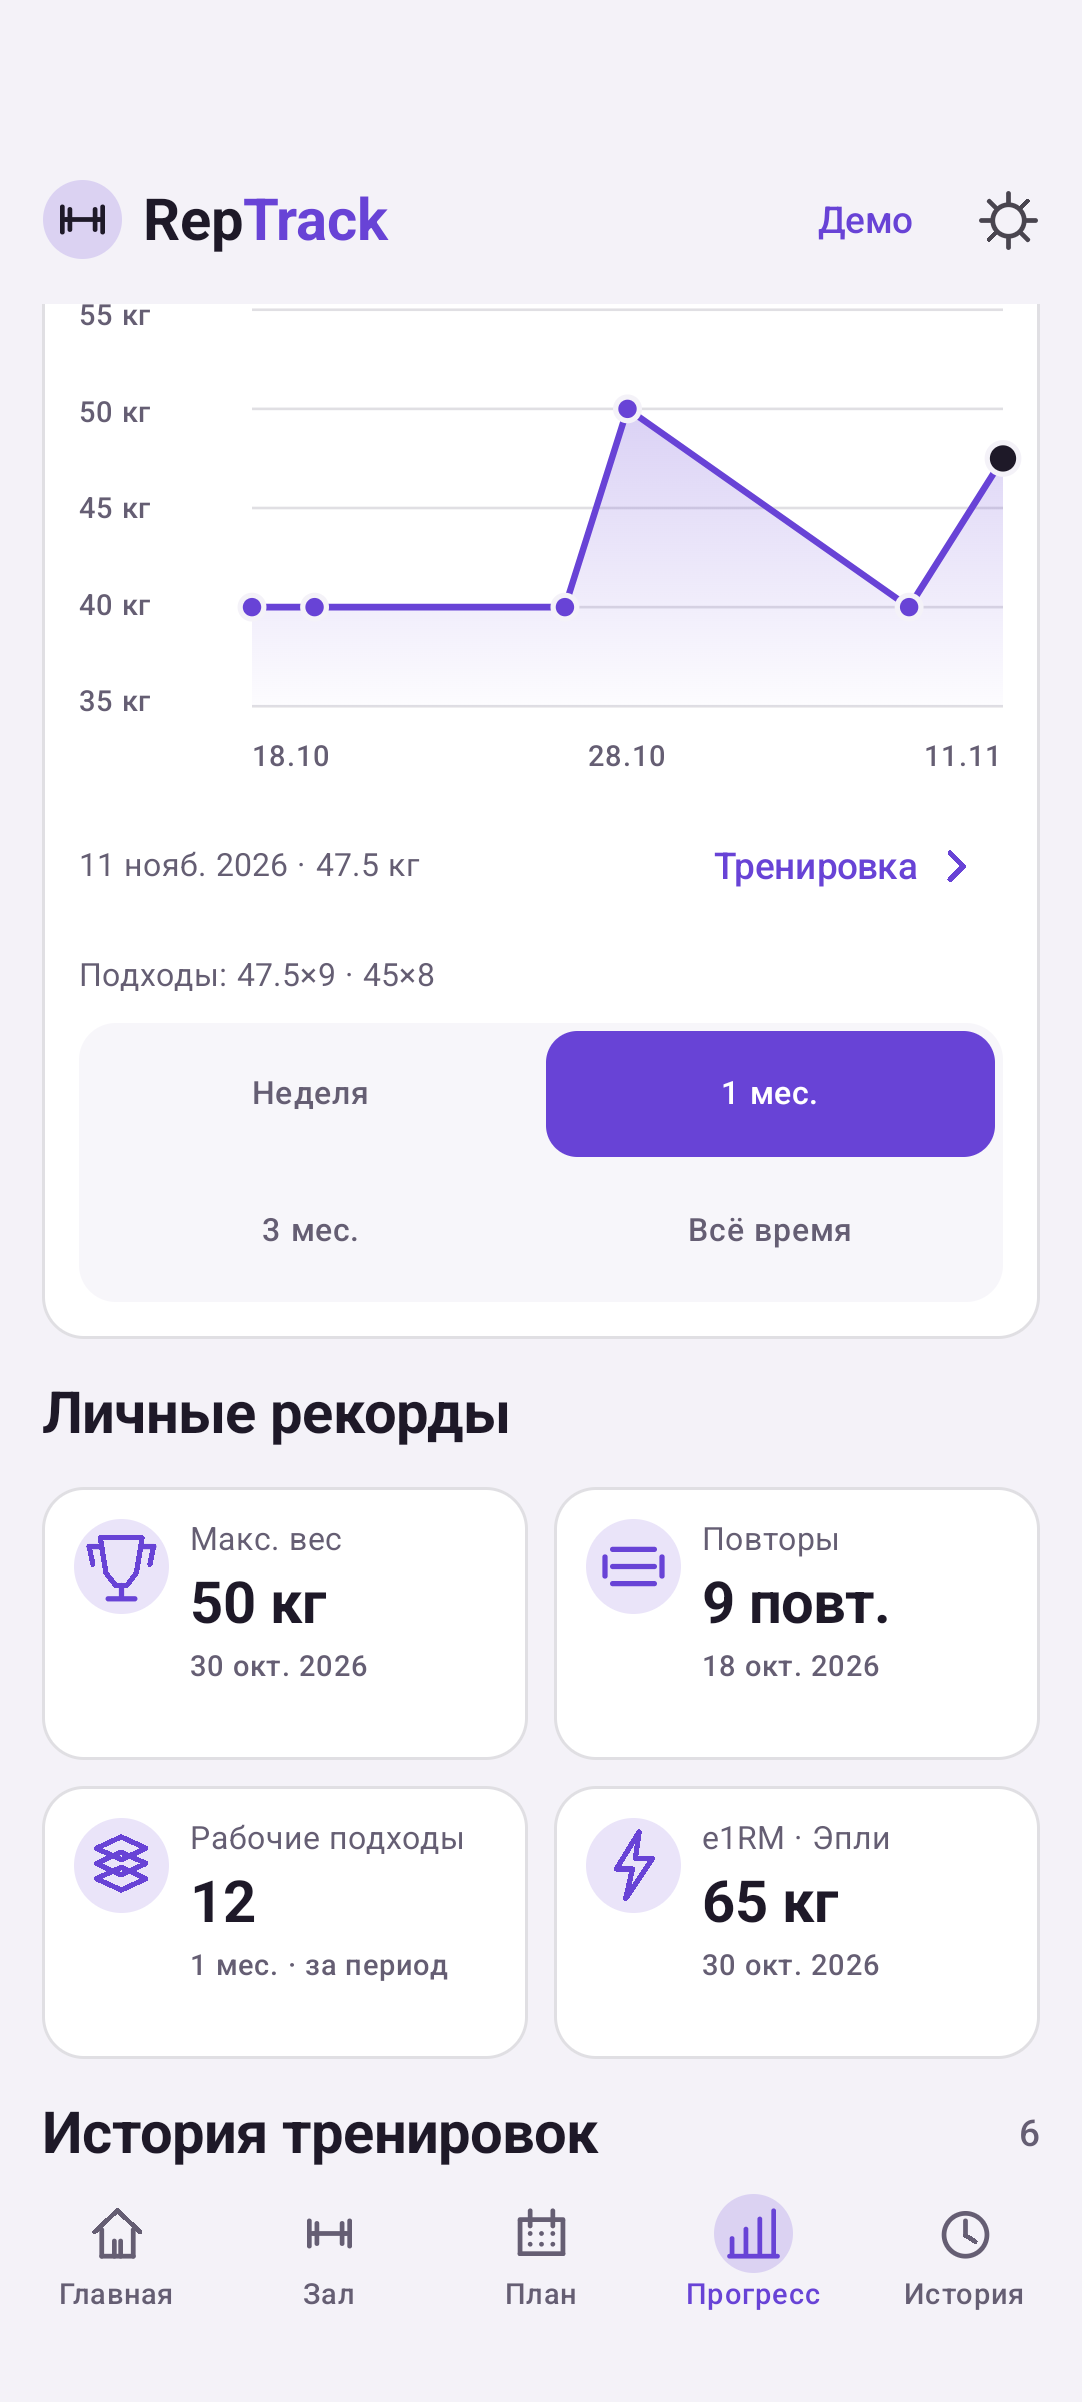 RepTrack
Демо
55 кг
50 кг
45 кг
40 кг
35 кг
18.10 28.10 11.11
11 нояб. 2026 · 47.5 кг
Тренировка
Подходы: 47.5×9 · 45×8
Неделя
1 мес.
3 мес.
Всё время
Личные рекорды
Макс. вес
50 кг
30 окт. 2026
Повторы
9 повт.
18 окт. 2026
Рабочие подходы
12
1 мес. · за период
e1RM · Эпли
65 кг
30 окт. 2026
История тренировок
6
Главная
Зал
План
Прогресс
История